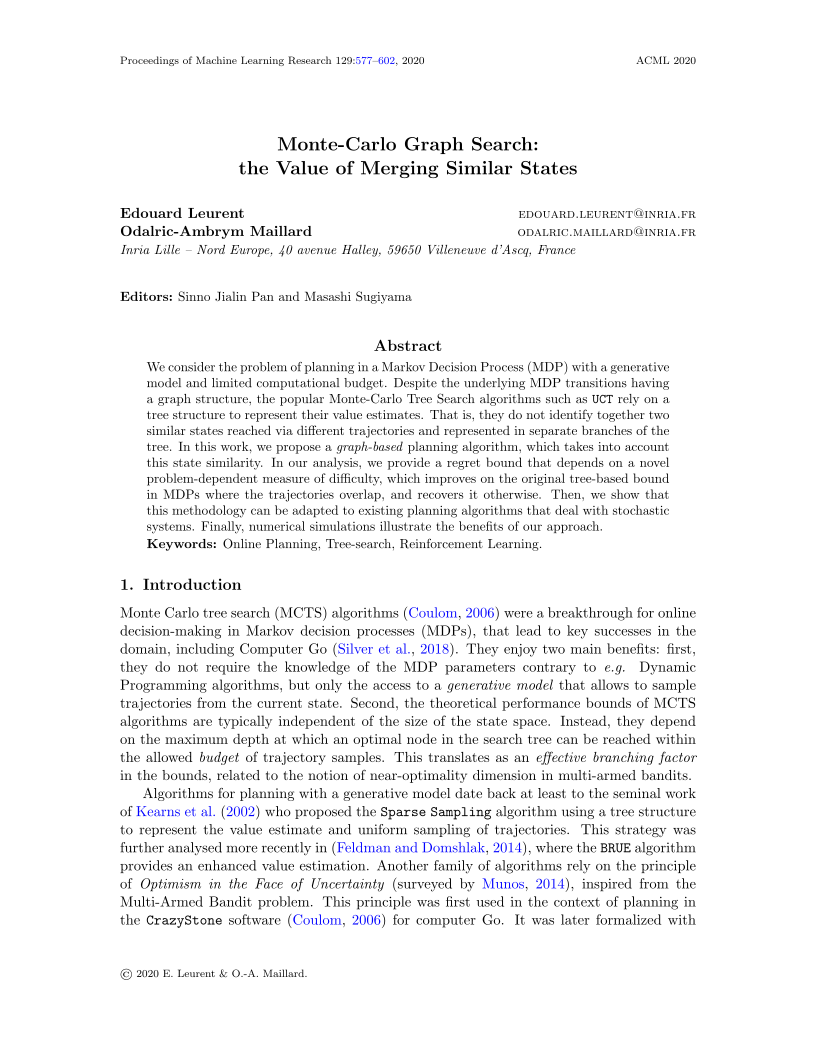 Proceedings of Machine Learning Research 129:577–602, 2020
ACML 2020
Monte-Carlo Graph Search:
the Value of Merging Similar States
Edouard Leurent
edouard.leurent@inria.fr
Odalric-Ambrym Maillard
odalric.maillard@inria.fr
Inria Lille – Nord Europe, 40 avenue Halley, 59650 Villeneuve d'Ascq, France
Editors: Sinno Jialin Pan and Masashi Sugiyama
Abstract
We consider the problem of planning in a Markov Decision Process (MDP) with a generative
model and limited computational budget. Despite the underlying MDP transitions having
a graph structure, the popular Monte-Carlo Tree Search algorithms such as UCT rely on a
tree structure to represent their value estimates. That is, they do not identify together two
similar states reached via different trajectories and represented in separate branches of the
tree. In this work, we propose a graph-based planning algorithm, which takes into account
this state similarity. In our analysis, we provide a regret bound that depends on a novel
problem-dependent measure of difficulty, which improves on the original tree-based bound
in MDPs where the trajectories overlap, and recovers it otherwise. Then, we show that
this methodology can be adapted to existing planning algorithms that deal with stochastic
systems. Finally, numerical simulations illustrate the benefits of our approach.
Keywords: Online Planning, Tree-search, Reinforcement Learning.
1. Introduction
Monte Carlo tree search (MCTS) algorithms (Coulom, 2006) were a breakthrough for online
decision-making in Markov decision processes (MDPs), that lead to key successes in the
domain, including Computer Go (Silver et al., 2018). They enjoy two main benefits: first,
they do not require the knowledge of the MDP parameters contrary to e.g. Dynamic
Programming algorithms, but only the access to a generative model that allows to sample
trajectories from the current state. Second, the theoretical performance bounds of MCTS
algorithms are typically independent of the size of the state space. Instead, they depend
on the maximum depth at which an optimal node in the search tree can be reached within
the allowed budget of trajectory samples. This translates as an effective branching factor
in the bounds, related to the notion of near-optimality dimension in multi-armed bandits.
Algorithms for planning with a generative model date back at least to the seminal work
of Kearns et al. (2002) who proposed the Sparse Sampling algorithm using a tree structure
to represent the value estimate and uniform sampling of trajectories. This strategy was
further analysed more recently in (Feldman and Domshlak, 2014), where the BRUE algorithm
provides an enhanced value estimation. Another family of algorithms rely on the principle
of Optimism in the Face of Uncertainty (surveyed by Munos, 2014), inspired from the
Multi-Armed Bandit problem. This principle was first used in the context of planning in
the CrazyStone software (Coulom, 2006) for computer Go. It was later formalized with
© 2020 E. Leurent & O.-A. Maillard.